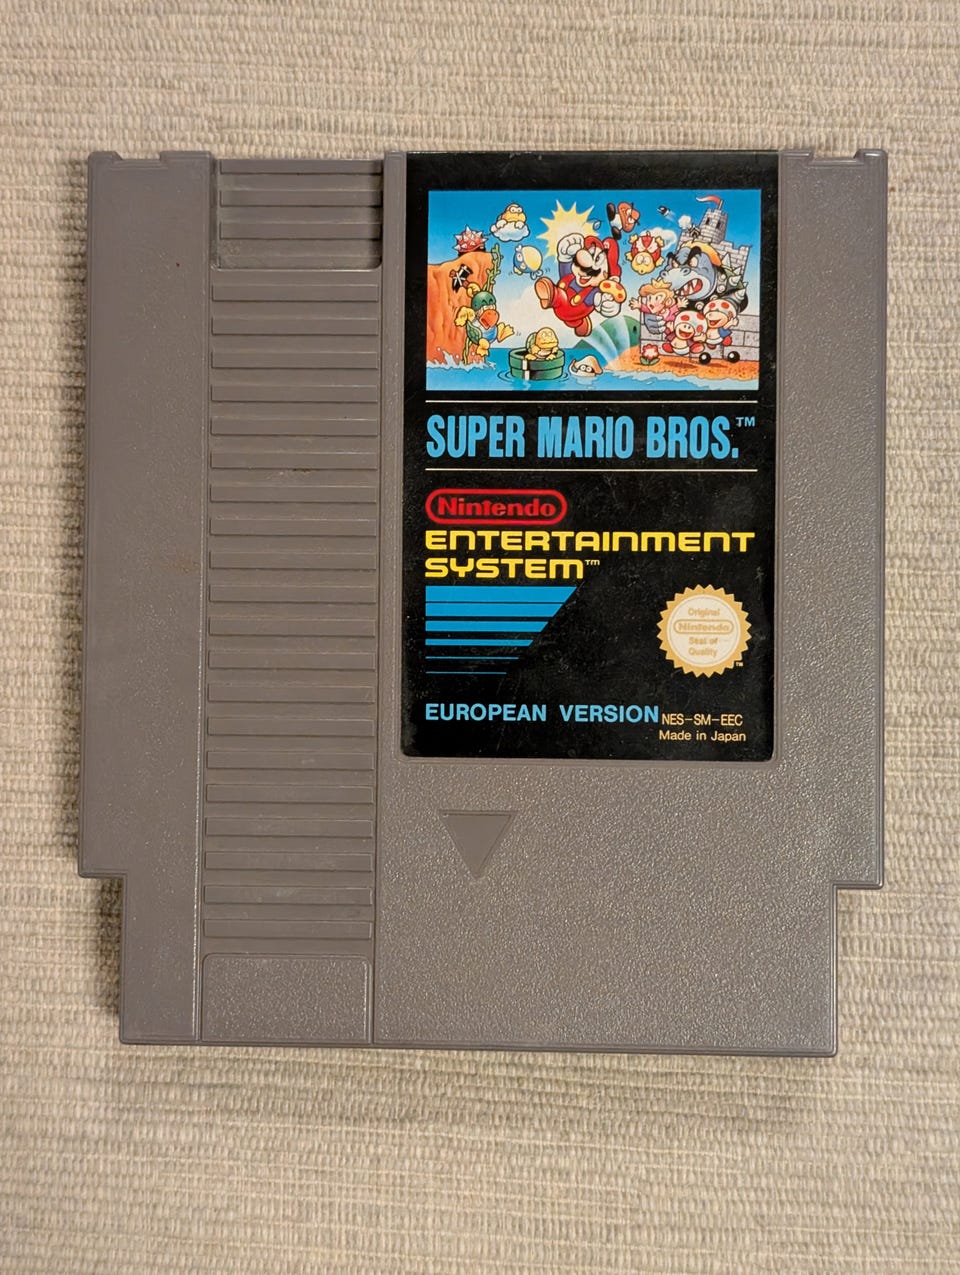 SUPER MARIO BROS.™
Nintendo
ENTERTAINMENT
SYSTEM™
Original
Nintendo
Seal of
Quality
TM
EUROPEAN VERSION NES-SM-EEC
Made in Japan